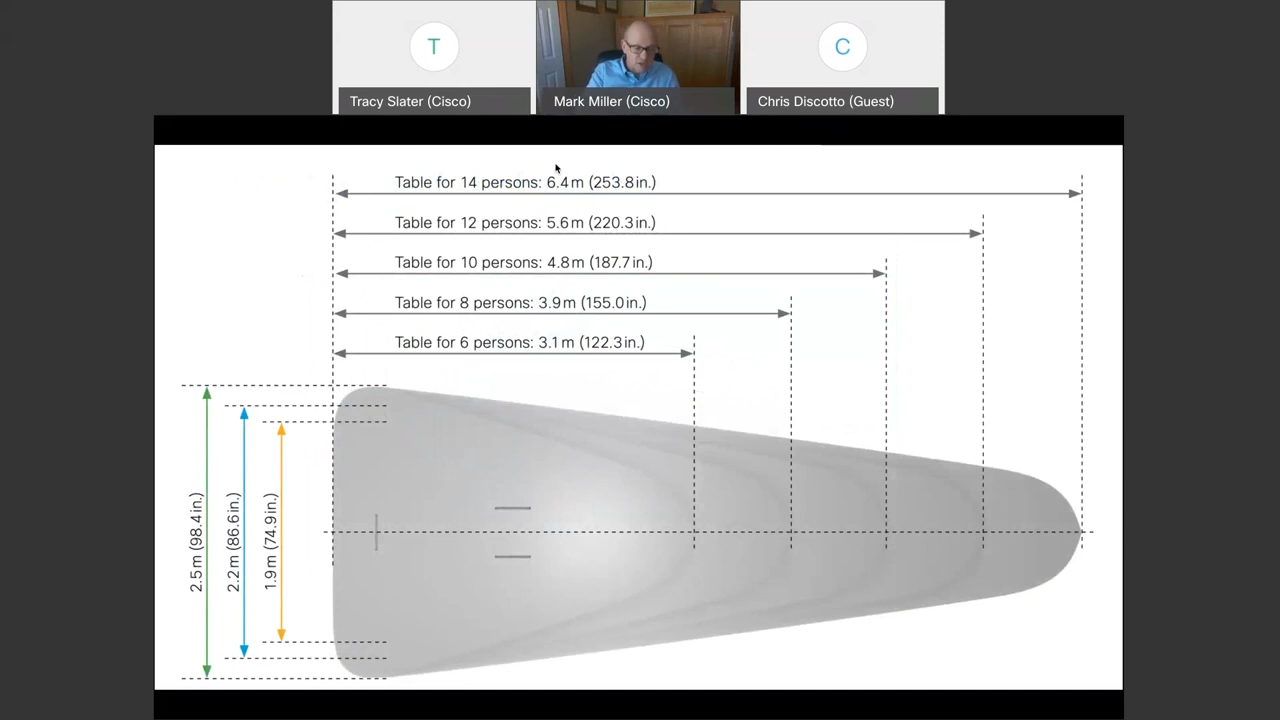 T
C
Tracy Slater (Cisco)
Mark Miller (Cisco)
Chris Discotto (Guest)
Table for 14 persons: 6.4 m (253.8 in.)
Table for 12 persons: 5.6 m (220.3 in.)
Table for 10 persons: 4.8 m (187.7 in.)
Table for 8 persons: 3.9 m (155.0 in.)
Table for 6 persons: 3.1 m (122.3 in.)
2.5 m (98.4 in.)
2.2 m (86.6 in.)
1.9 m (74.9 in.)